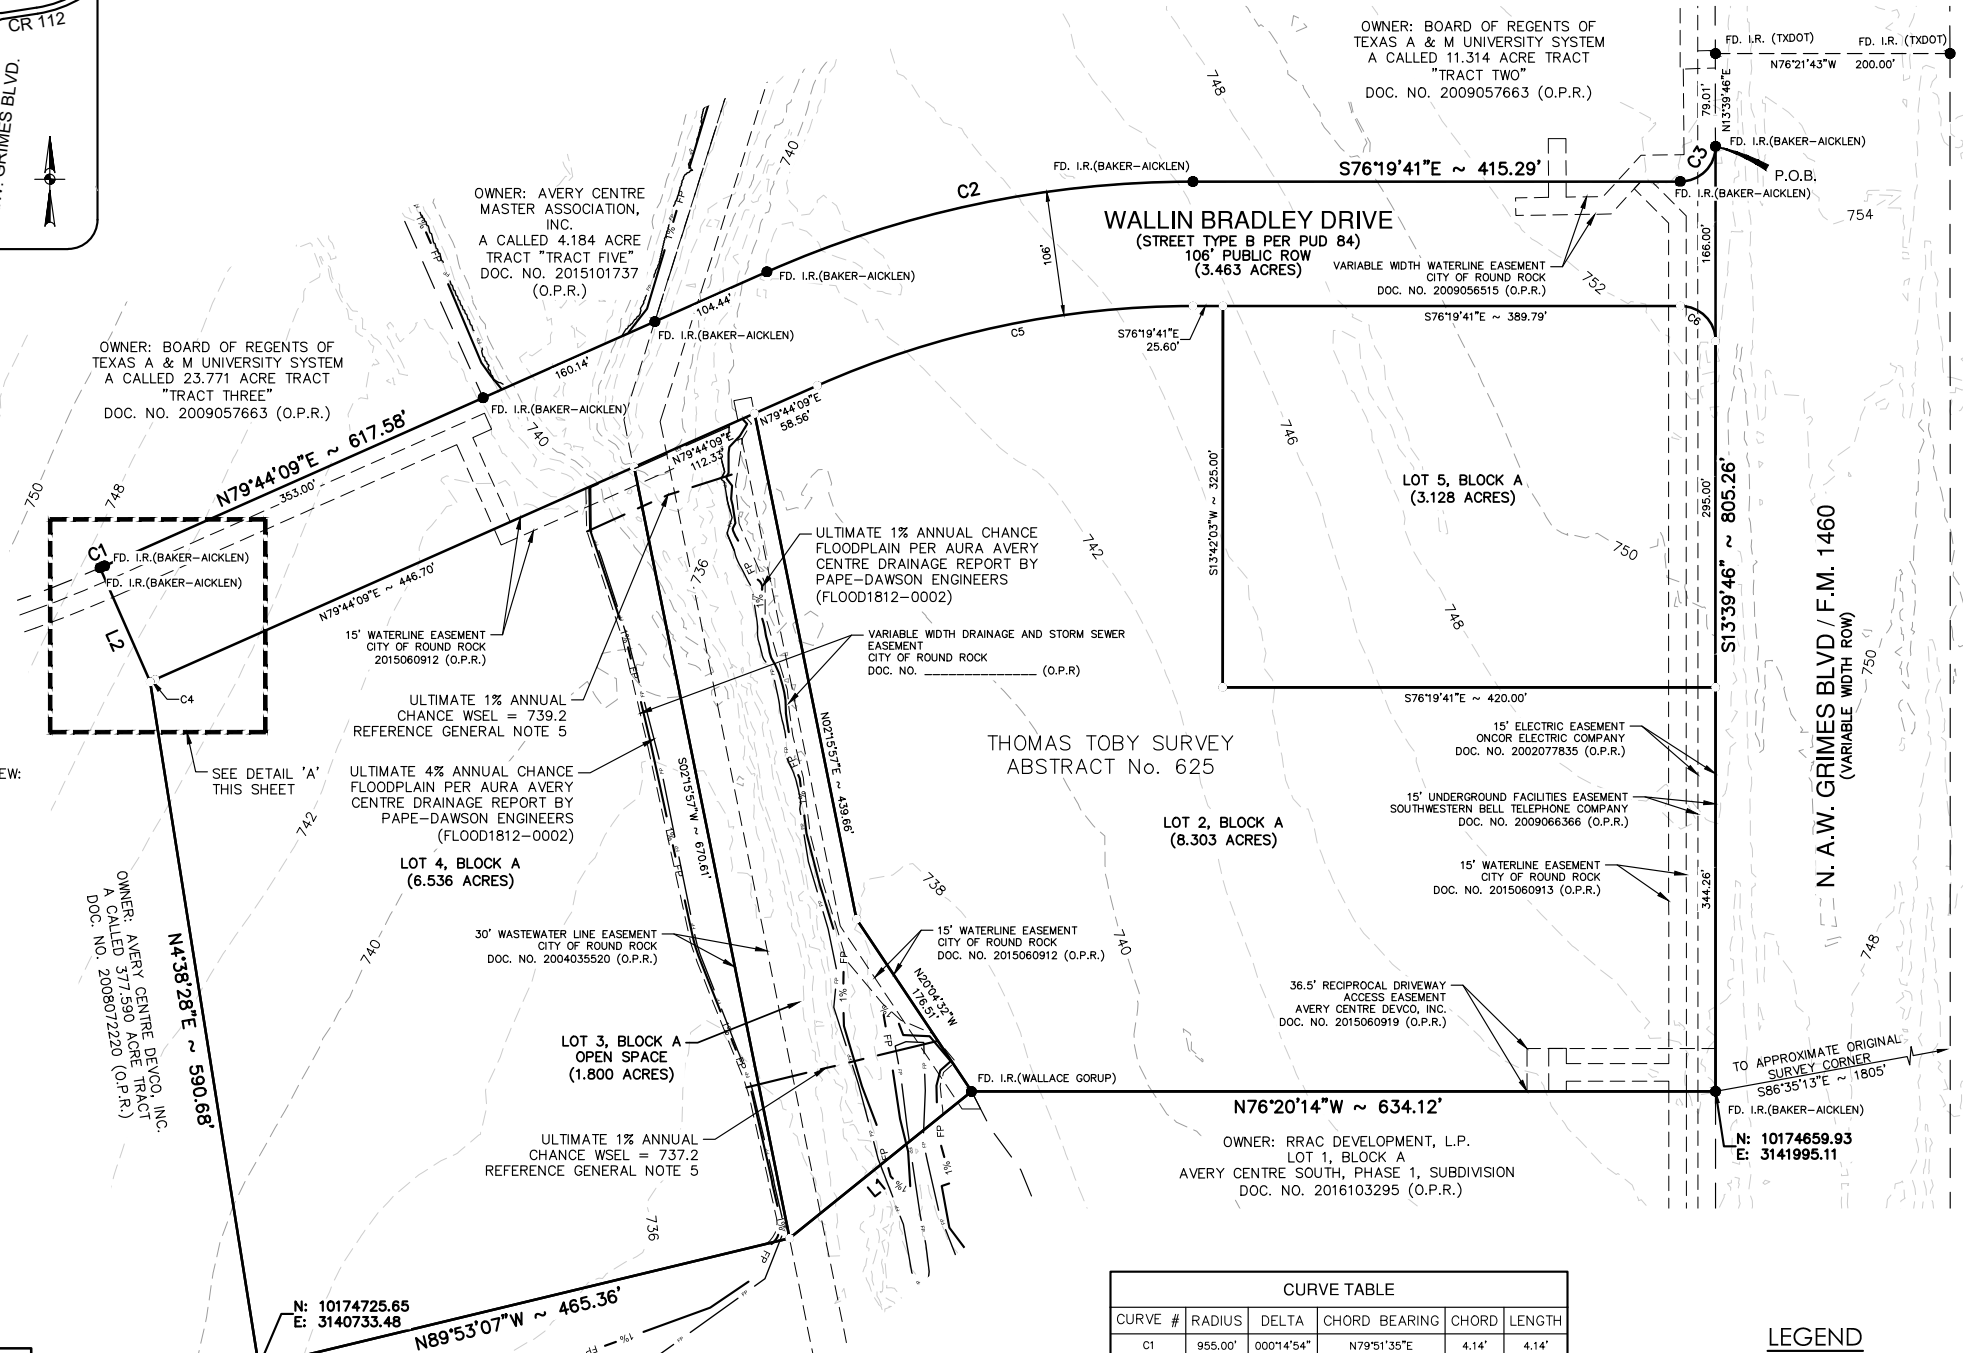 CR 112
GRIMES BLVD.
OWNER: BOARD OF REGENTS OF
TEXAS A & M UNIVERSITY SYSTEM
A CALLED 11.314 ACRE TRACT
"TRACT TWO"
DOC. NO. 2009057663 (O.P.R.)
FD. I.R. (TXDOT)
FD. I.R. (TXDOT)
N76°21'43"W 200.00'
79.01'
N13°39'46"E
FD. I.R.(BAKER-AICKLEN)
C3
P.O.B.
FD. I.R.(BAKER-AICKLEN)
748
740
754
OWNER: AVERY CENTRE
MASTER ASSOCIATION,
INC.
A CALLED 4.184 ACRE
TRACT "TRACT FIVE"
DOC. NO. 2015101737
(O.P.R.)
1%
FP
1%
FP
FD. I.R.(BAKER-AICKLEN)
S76°19'41"E ~ 415.29'
C2
WALLIN BRADLEY DRIVE
(STREET TYPE B PER PUD 84)
106' PUBLIC ROW
(3.463 ACRES)
106'
VARIABLE WIDTH WATERLINE EASEMENT
CITY OF ROUND ROCK
DOC. NO. 2009056515 (O.P.R.)
752
166.00'
FD. I.R.(BAKER-AICKLEN)
104.44'
FD. I.R.(BAKER-AICKLEN)
160.14'
C5
S76°19'41"E
25.60'
S76°19'41"E ~ 389.79'
C6
OWNER: BOARD OF REGENTS OF
TEXAS A & M UNIVERSITY SYSTEM
A CALLED 23.771 ACRE TRACT
"TRACT THREE"
DOC. NO. 2009057663 (O.P.R.)
FD. I.R.(BAKER-AICKLEN)
N79°44'09"E ~ 617.58'
353.00'
740
N79°44'09"E
58.56'
N79°44'09"E
112.33'
750
748
746
LOT 5, BLOCK A
(3.128 ACRES)
S13°42'03"W ~ 325.00'
295.00'
S13°39'46" ~ 805.26'
750
742
C1
FD. I.R.(BAKER-AICKLEN)
FD. I.R.(BAKER-AICKLEN)
L2
N79°44'09"E ~ 446.70'
C4
15' WATERLINE EASEMENT
CITY OF ROUND ROCK
2015060912 (O.P.R.)
736
ULTIMATE 1% ANNUAL CHANCE
FLOODPLAIN PER AURA AVERY
CENTRE DRAINAGE REPORT BY
PAPE-DAWSON ENGINEERS
(FLOOD1812-0002)
VARIABLE WIDTH DRAINAGE AND STORM SEWER
EASEMENT
CITY OF ROUND ROCK
DOC. NO. ______________ (O.P.R)
748
S76°19'41"E ~ 420.00'
N. A.W. GRIMES BLVD / F.M. 1460
(VARIABLE WIDTH ROW)
750
ULTIMATE 1% ANNUAL
CHANCE WSEL = 739.2
REFERENCE GENERAL NOTE 5
EW:
SEE DETAIL 'A'
THIS SHEET
742
ULTIMATE 4% ANNUAL CHANCE
FLOODPLAIN PER AURA AVERY
CENTRE DRAINAGE REPORT BY
PAPE-DAWSON ENGINEERS
(FLOOD1812-0002)
S02°15'57"W ~ 670.61'
N02°15'57"E ~ 439.66'
THOMAS TOBY SURVEY
ABSTRACT No. 625
15' ELECTRIC EASEMENT
ONCOR ELECTRIC COMPANY
DOC. NO. 2002077835 (O.P.R.)
15' UNDERGROUND FACILITIES EASEMENT
SOUTHWESTERN BELL TELEPHONE COMPANY
DOC. NO. 2009066366 (O.P.R.)
LOT 2, BLOCK A
(8.303 ACRES)
LOT 4, BLOCK A
(6.536 ACRES)
15' WATERLINE EASEMENT
CITY OF ROUND ROCK
DOC. NO. 2015060913 (O.P.R.)
344.26'
738
740
740
748
OWNER: AVERY CENTRE DEVCO, INC.
A CALLED 377.590 ACRE TRACT
DOC. NO. 2008072220 (O.P.R.)
N4°38'28"E ~ 590.68'
30' WASTEWATER LINE EASEMENT
CITY OF ROUND ROCK
DOC. NO. 2004035520 (O.P.R.)
15' WATERLINE EASEMENT
CITY OF ROUND ROCK
DOC. NO. 2015060912 (O.P.R.)
N20°04'32"W
176.51'
36.5' RECIPROCAL DRIVEWAY
ACCESS EASEMENT
AVERY CENTRE DEVCO, INC.
DOC. NO. 2015060919 (O.P.R.)
LOT 3, BLOCK A
OPEN SPACE
(1.800 ACRES)
TO APPROXIMATE ORIGINAL
SURVEY CORNER
S86°35'13"E ~ 1805'
FD. I.R.(WALLACE GORUP)
N76°20'14"W ~ 634.12'
FD. I.R.(BAKER-AICKLEN)
N: 10174659.93
E: 3141995.11
ULTIMATE 1% ANNUAL
CHANCE WSEL = 737.2
REFERENCE GENERAL NOTE 5
OWNER: RRAC DEVELOPMENT, L.P.
LOT 1, BLOCK A
AVERY CENTRE SOUTH, PHASE 1, SUBDIVISION
DOC. NO. 2016103295 (O.P.R.)
L1
736
N: 10174725.65
E: 3140733.48
N89°53'07"W ~ 465.36'
FP
1%
CURVE TABLE
CURVE # RADIUS DELTA CHORD BEARING CHORD LENGTH
C1 955.00' 000°14'54" N79°51'35"E 4.14' 4.14'
LEGEND